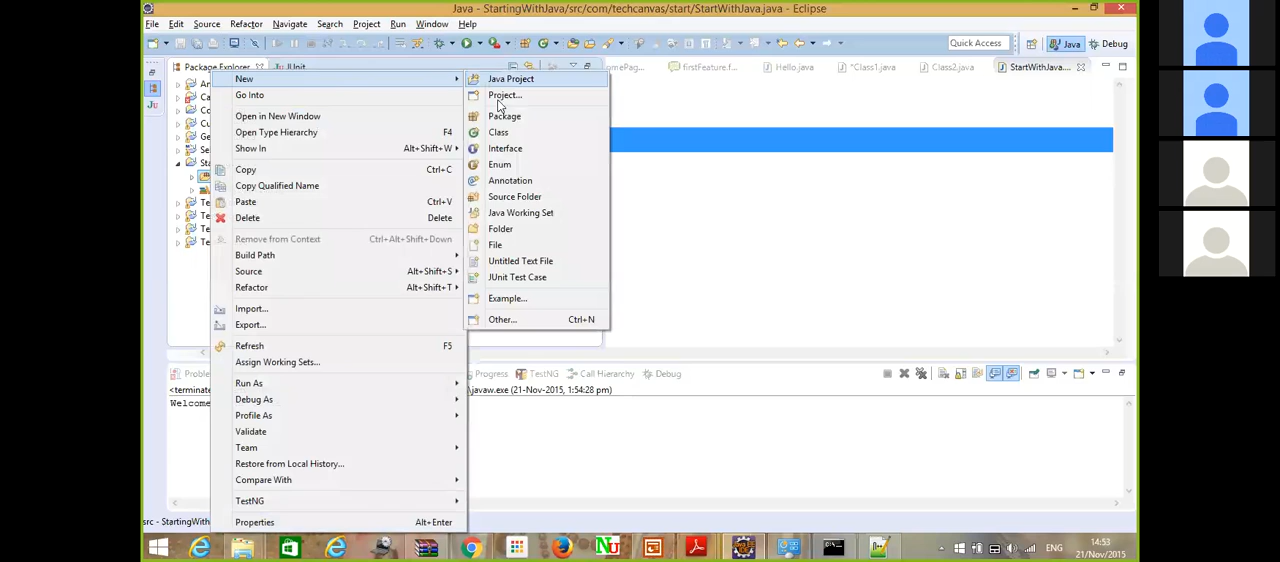 Java - StartingWithJava/src/com/techcanvas/start/StartWithJava.java - Eclipse
File Edit Source Refactor Navigate Search Project Run Window Help
Quick Access Java Debug
Package Explorer JUnit
firstFeature.f... Hello.java *Class1.java Class2.java StartWithJava....
New
Go Into
Open in New Window
Open Type Hierarchy F4
Show In Alt+Shift+W
Copy Ctrl+C
Copy Qualified Name
Paste Ctrl+V
Delete Delete
Remove from Context Ctrl+Alt+Shift+Down
Build Path
Source Alt+Shift+S
Refactor Alt+Shift+T
Import...
Export...
Refresh F5
Assign Working Sets...
Run As
Debug As
Profile As
Validate
Team
Restore from Local History...
Compare With
TestNG
Properties Alt+Enter
Java Project
Project...
Package
Class
Interface
Enum
Annotation
Source Folder
Java Working Set
Folder
File
Untitled Text File
JUnit Test Case
Example...
Other... Ctrl+N
Progress TestNG Call Hierarchy Debug
\javaw.exe (21-Nov-2015, 1:54:28 pm)
Welcome
src - StartingWith
ENG
14:53
21/Nov/2015